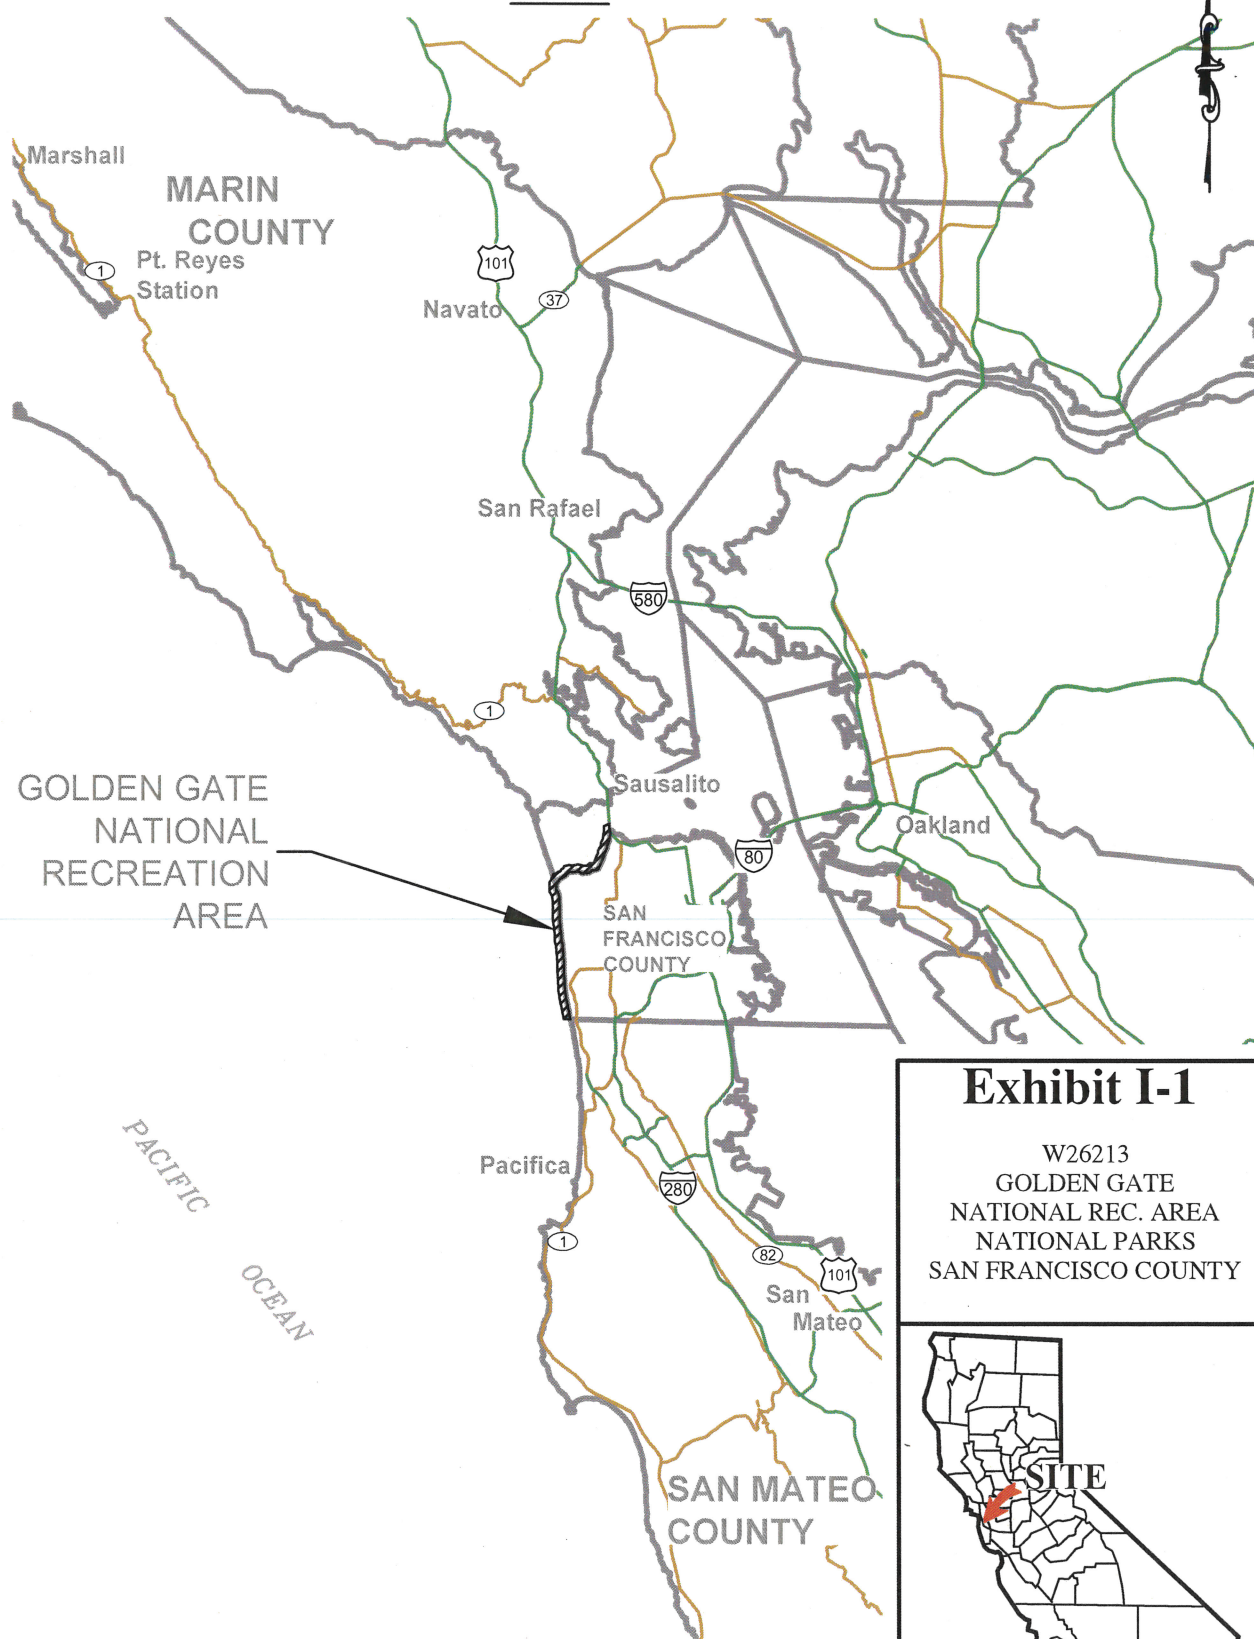 Marshall
MARIN
COUNTY
Pt. Reyes
Station
1
101
Navato
37
San Rafael
580
1
GOLDEN GATE
NATIONAL
RECREATION
AREA
Sausalito
Oakland
80
SAN
FRANCISCO
COUNTY
PACIFIC
OCEAN
Pacifica
280
1
82
101
San
Mateo
SAN MATEO
COUNTY
Exhibit I-1
W26213
GOLDEN GATE
NATIONAL REC. AREA
NATIONAL PARKS
SAN FRANCISCO COUNTY
SITE